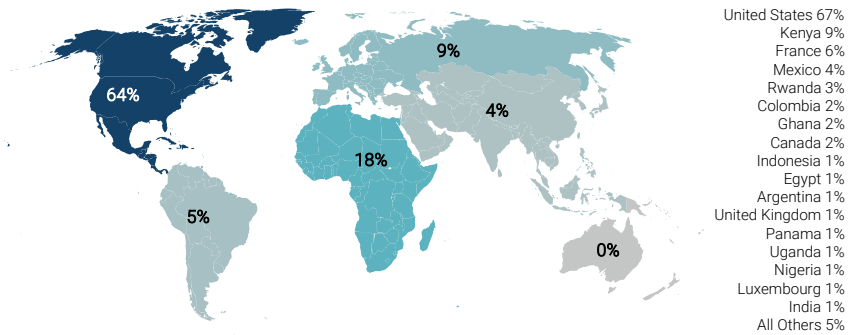 64%
5%
18%
9%
4%
0%
United States 67%
Kenya 9%
France 6%
Mexico 4%
Rwanda 3%
Colombia 2%
Ghana 2%
Canada 2%
Indonesia 1%
Egypt 1%
Argentina 1%
United Kingdom 1%
Panama 1%
Uganda 1%
Nigeria 1%
Luxembourg 1%
India 1%
All Others 5%